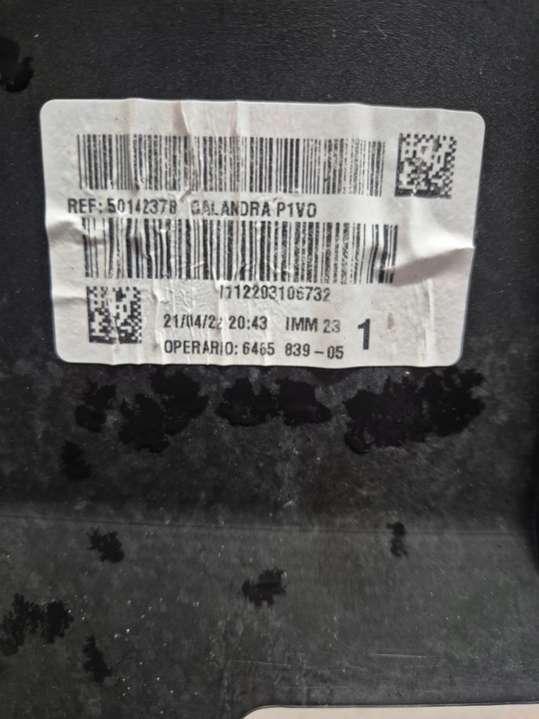 REF: 50142378 CALANDRA P1VO
1112203106732
21/04/22 20:43 IMM 23 1
OPERARIO: 6465 839-05